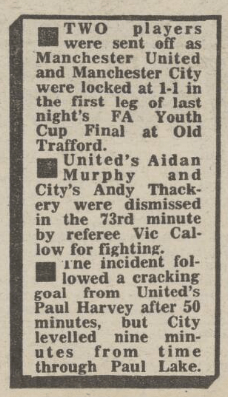 TWO players
were sent off as
Manchester United
and Manchester City
were locked at 1-1 in
the first leg of last
night's FA Youth
Cup Final at Old
Trafford.
United's Aidan
Murphy and
City's Andy Thack-
ery were dismissed
in the 73rd minute
by referee Vic Cal-
low for fighting.
The incident fol-
lowed a cracking
goal from United's
Paul Harvey after 50
minutes, but City
levelled nine min-
utes from time
through Paul Lake.